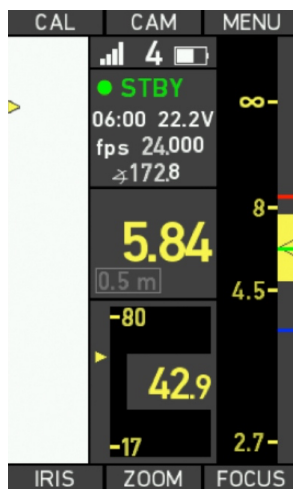 CAL CAM MENU
4
STBY
06:00 22.2V
fps 24.000
∡172.8
∞
8
5.84
0.5 m
4.5
80
42.9
17
2.7
IRIS ZOOM FOCUS